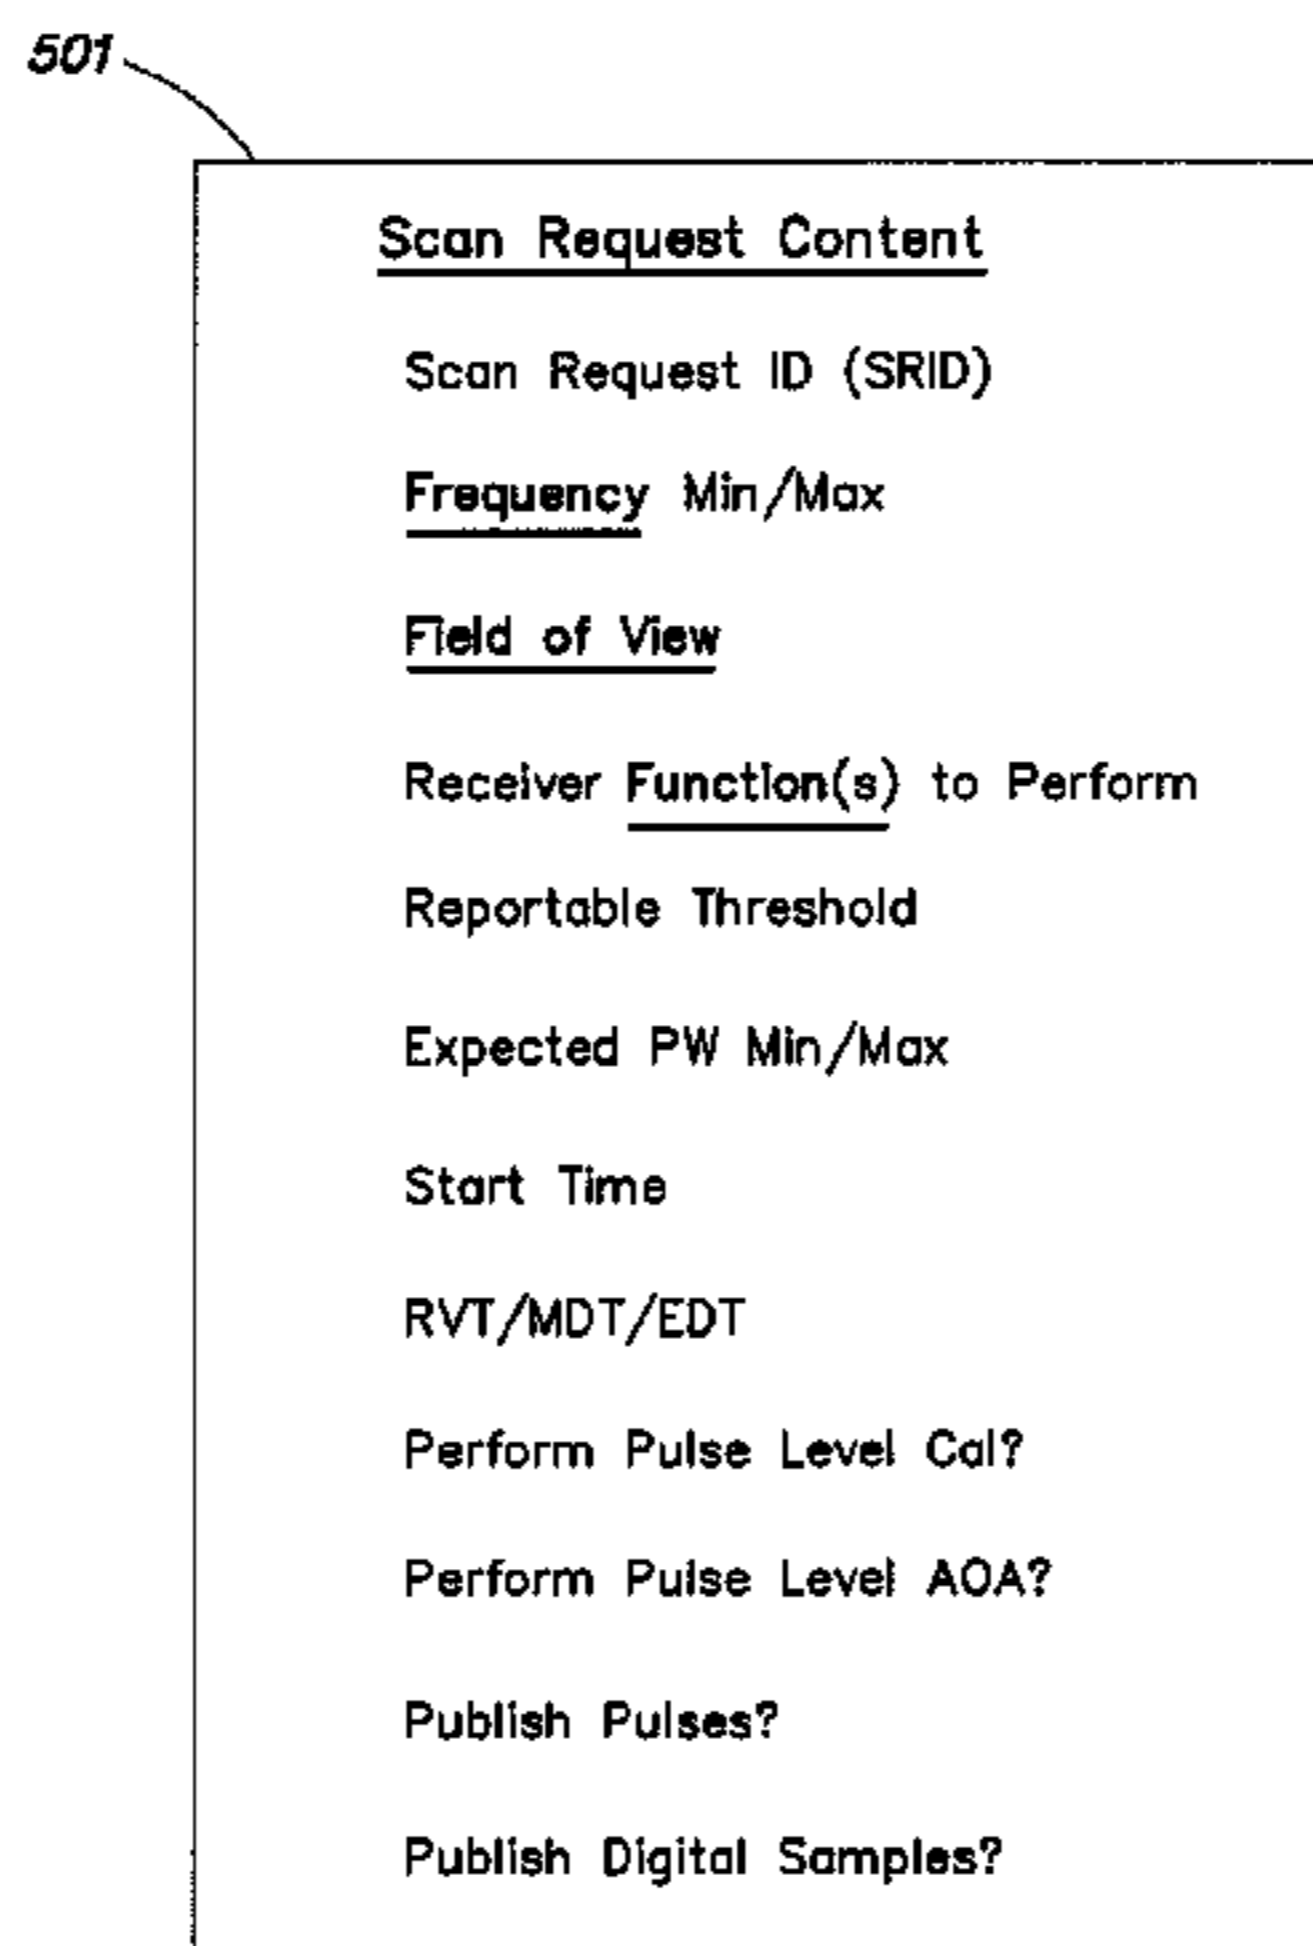 501
Scan Request Content
Scan Request ID (SRID)
Frequency Min/Max
Field of View
Receiver Function(s) to Perform
Reportable Threshold
Expected PW Min/Max
Start Time
RVT/MDT/EDT
Perform Pulse Level Cal?
Perform Pulse Level AOA?
Publish Pulses?
Publish Digital Samples?